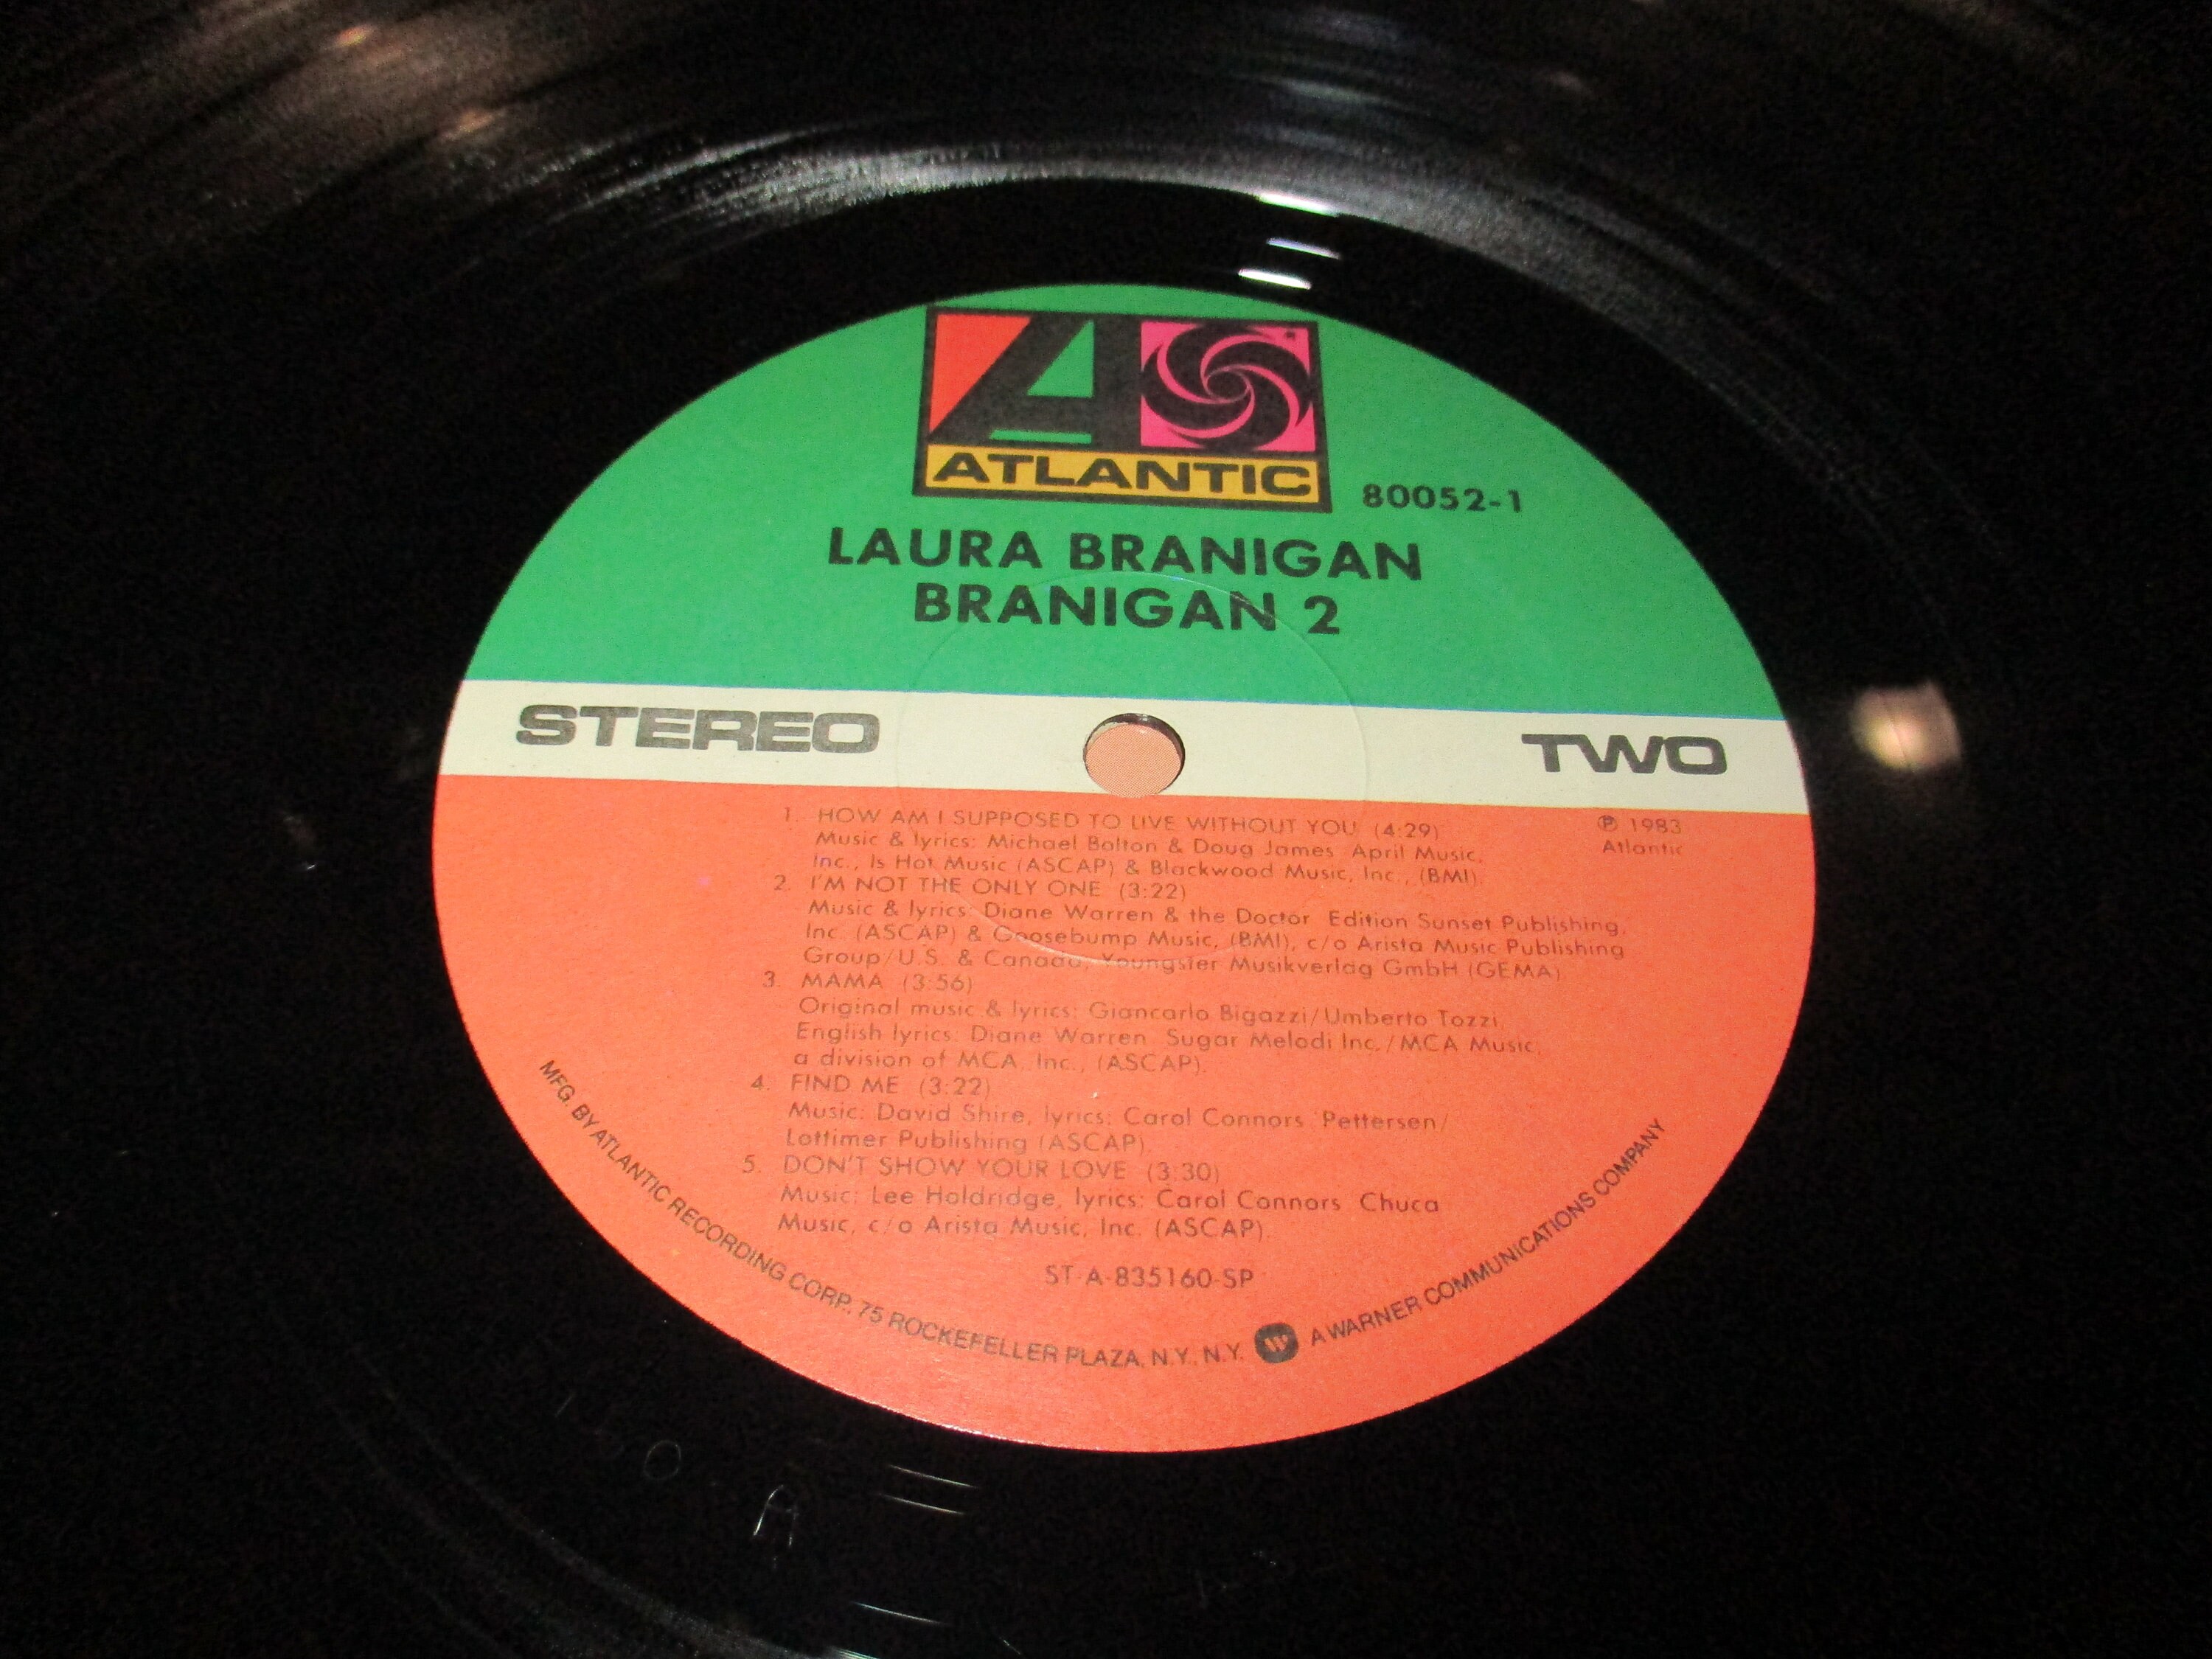 ATLANTIC
80052-1
LAURA BRANIGAN
BRANIGAN 2
STEREO
TWO
1. HOW AM I SUPPOSED TO LIVE WITHOUT YOU (4:29)
Music & lyrics: Michael Bolton & Doug James April Music,
Inc., Is Hot Music (ASCAP) & Blackwood Music, Inc., (BMI).
℗ 1983
Atlantic
2. I'M NOT THE ONLY ONE (3:22)
Music & lyrics: Diane Warren & the Doctor Edition Sunset Publishing,
Inc. (ASCAP) & Goosebump Music, (BMI), c/o Arista Music Publishing
Group/U.S. & Canada, Youngster Musikverlag GmbH (GEMA).
3. MAMA (3:56)
Original music & lyrics: Giancarlo Bigazzi/Umberto Tozzi,
English lyrics: Diane Warren Sugar Melodi Inc./MCA Music,
a division of MCA, Inc., (ASCAP).
4. FIND ME (3:22)
Music: David Shire, lyrics: Carol Connors Pettersen/
Lottimer Publishing (ASCAP).
5. DON'T SHOW YOUR LOVE (3:30)
Music: Lee Holdridge, lyrics: Carol Connors Chuca
Music, c/o Arista Music, Inc. (ASCAP).
ST-A-835160-SP
MFG. BY ATLANTIC RECORDING CORP., 75 ROCKEFELLER PLAZA, N.Y., N.Y. W A WARNER COMMUNICATIONS COMPANY
A